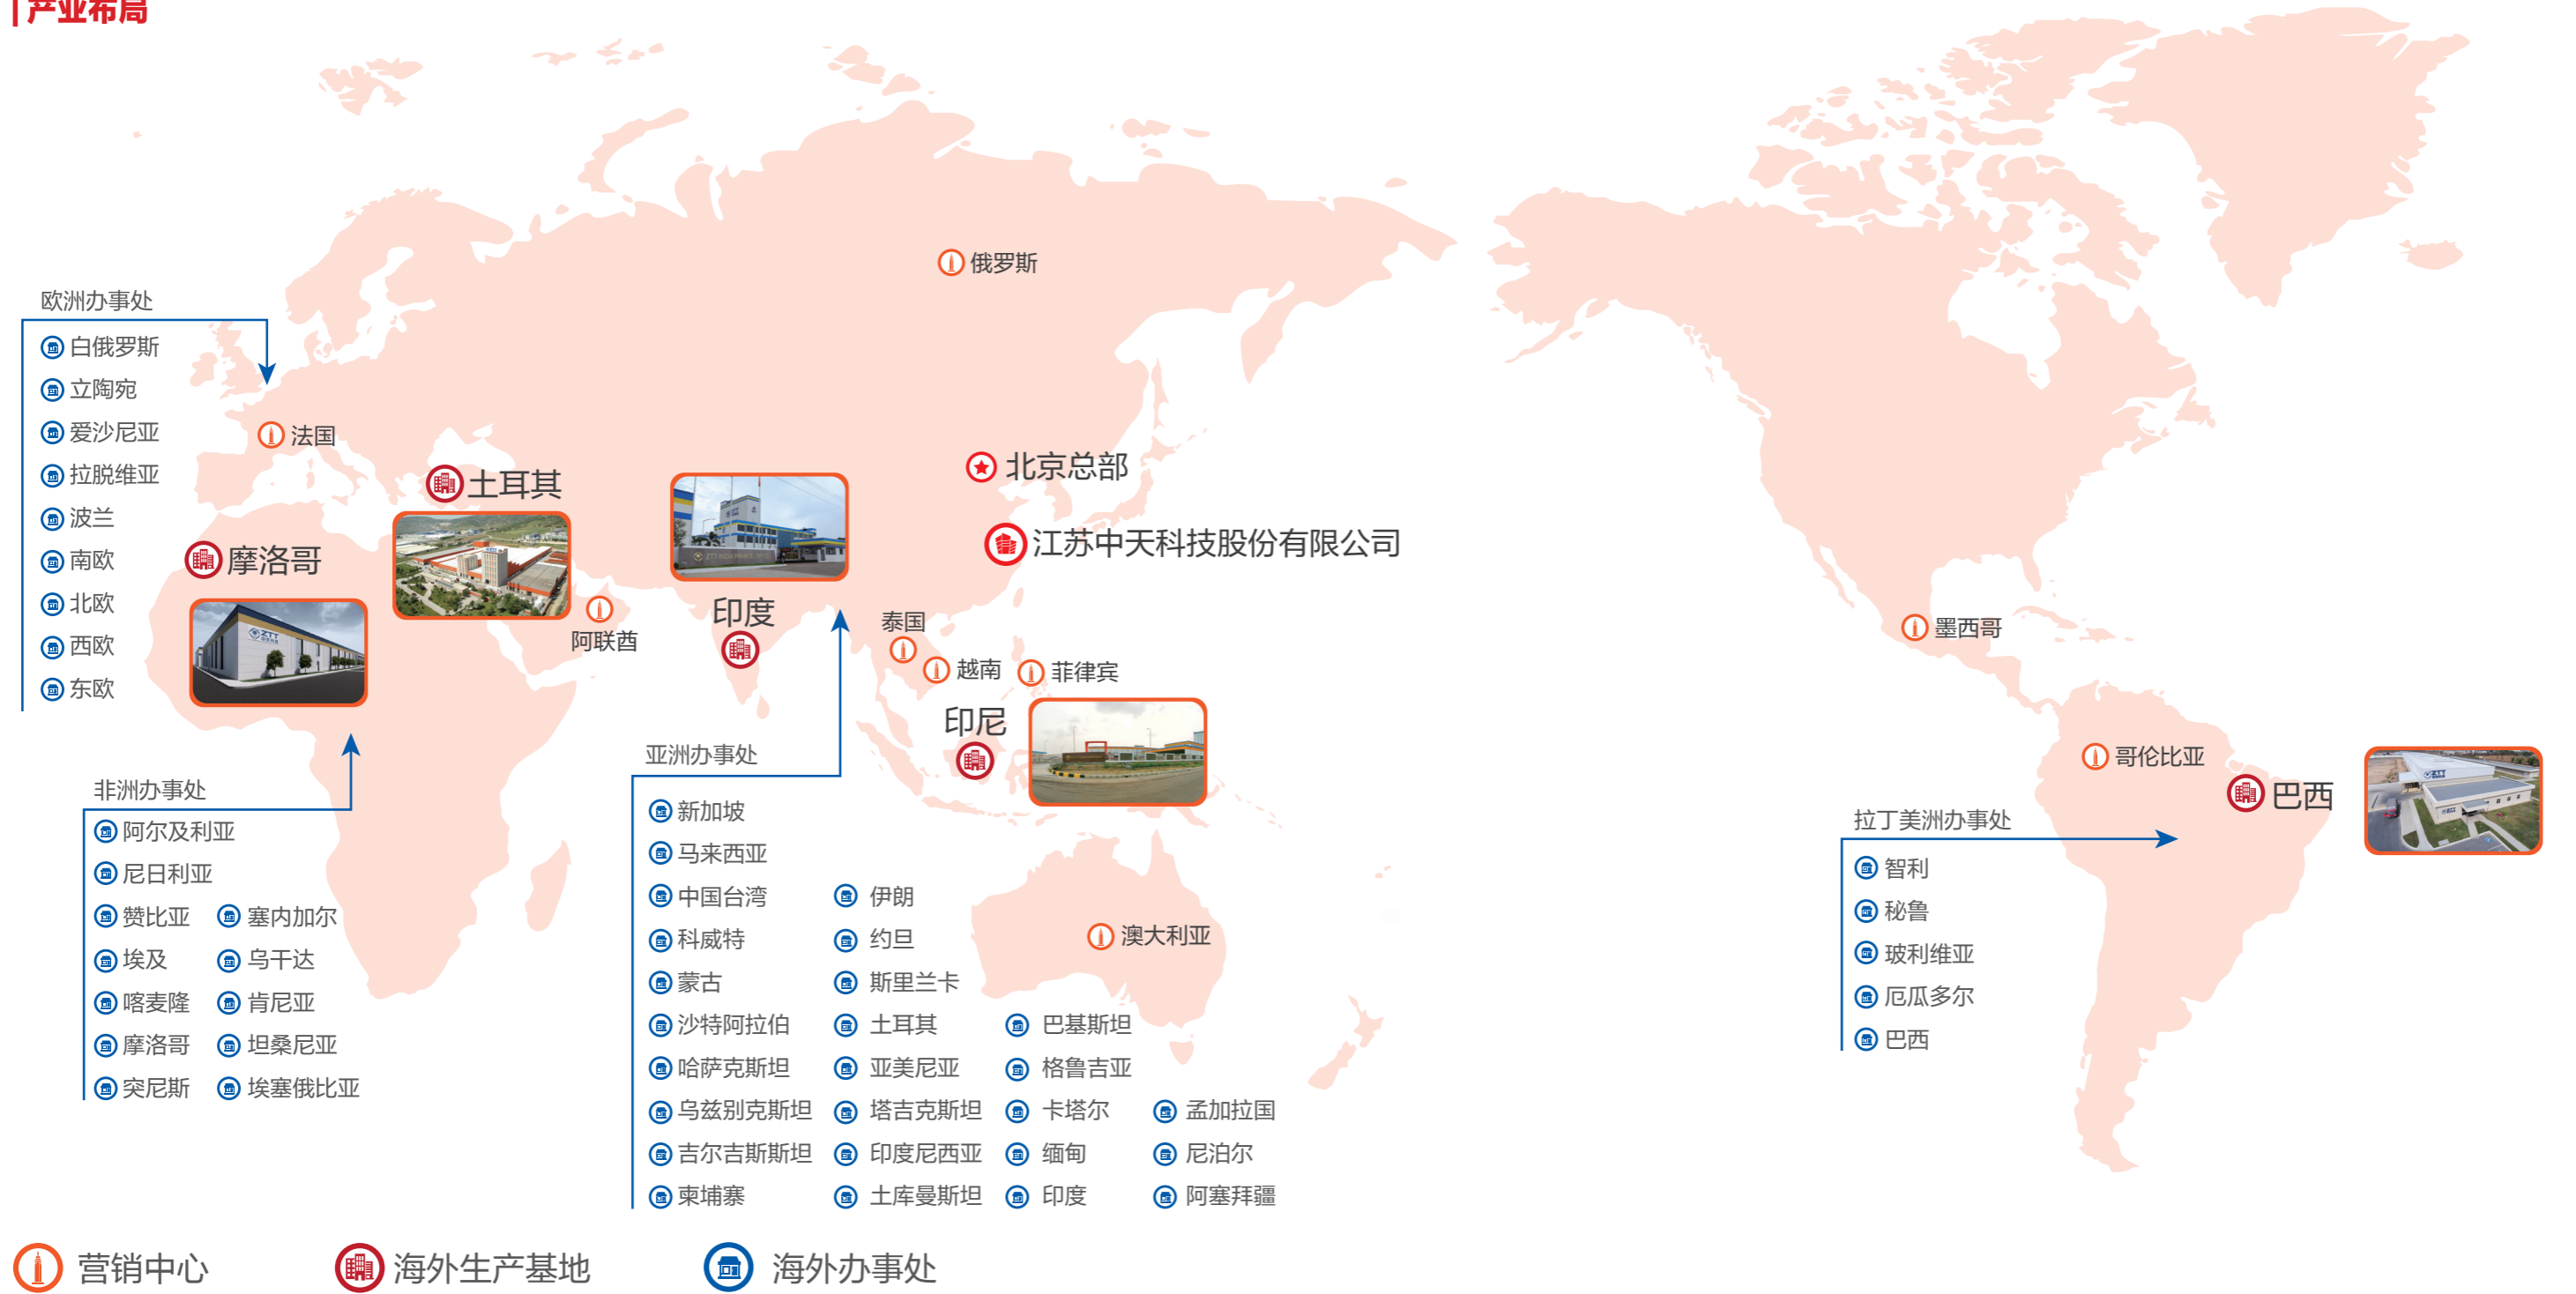 产业布局
俄罗斯
欧洲办事处
白俄罗斯
立陶宛
爱沙尼亚
拉脱维亚
波兰
南欧
北欧
西欧
东欧
法国
土耳其
摩洛哥
ZTT
阿联酋
印度
北京总部
江苏中天科技股份有限公司
泰国
越南
菲律宾
印尼
澳大利亚
墨西哥
哥伦比亚
巴西
ZTT
非洲办事处
阿尔及利亚
尼日利亚
赞比亚 塞内加尔
埃及 乌干达
喀麦隆 肯尼亚
摩洛哥 坦桑尼亚
突尼斯 埃塞俄比亚
亚洲办事处
新加坡
马来西亚
中国台湾 伊朗
科威特 约旦
蒙古 斯里兰卡
沙特阿拉伯 土耳其 巴基斯坦
哈萨克斯坦 亚美尼亚 格鲁吉亚
乌兹别克斯坦 塔吉克斯坦 卡塔尔 孟加拉国
吉尔吉斯斯坦 印度尼西亚 缅甸 尼泊尔
柬埔寨 土库曼斯坦 印度 阿塞拜疆
拉丁美洲办事处
智利
秘鲁
玻利维亚
厄瓜多尔
巴西
营销中心 海外生产基地 海外办事处